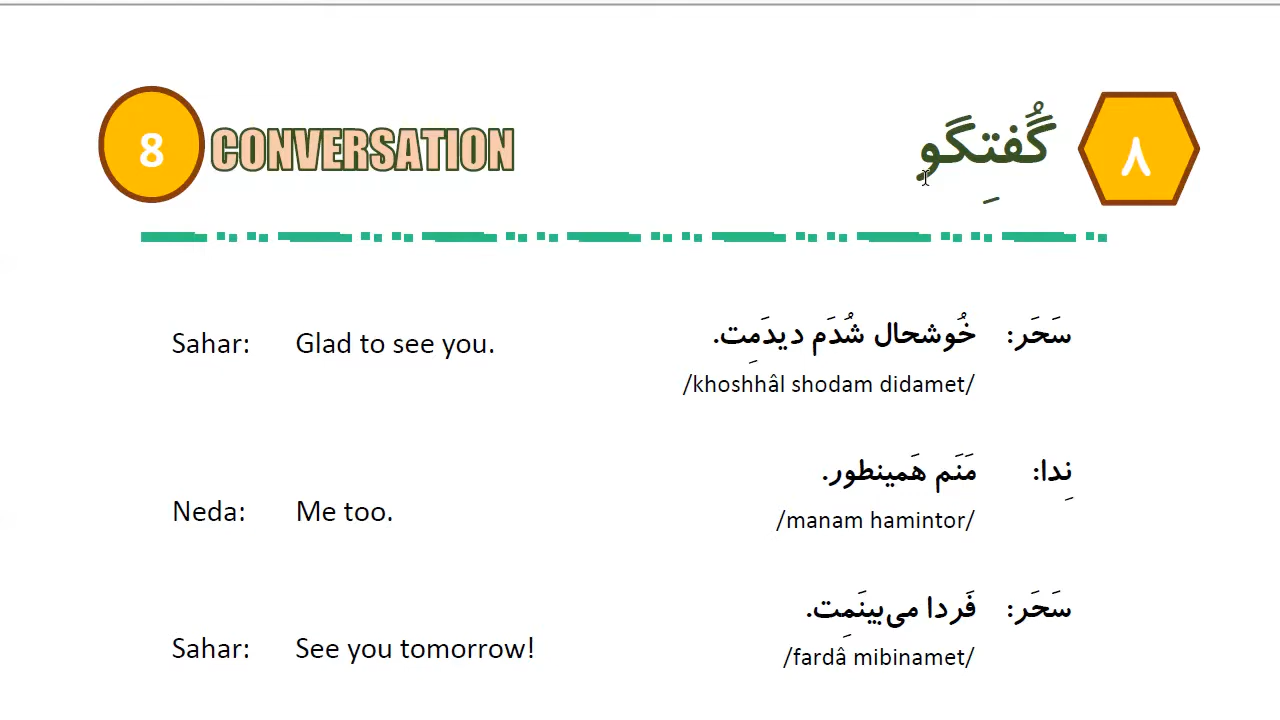 8 CONVERSATION گُفتِگو ۸
Sahar: Glad to see you. سَحَر: خُوشحال شُدَم دیدَمِت.
/khoshhâl shodam didamet/
Neda: Me too. نِدا: مَنَم هَمینطور.
/manam hamintor/
Sahar: See you tomorrow! سَحَر: فَردا می‌بینَمِت.
/fardâ mibinamet/